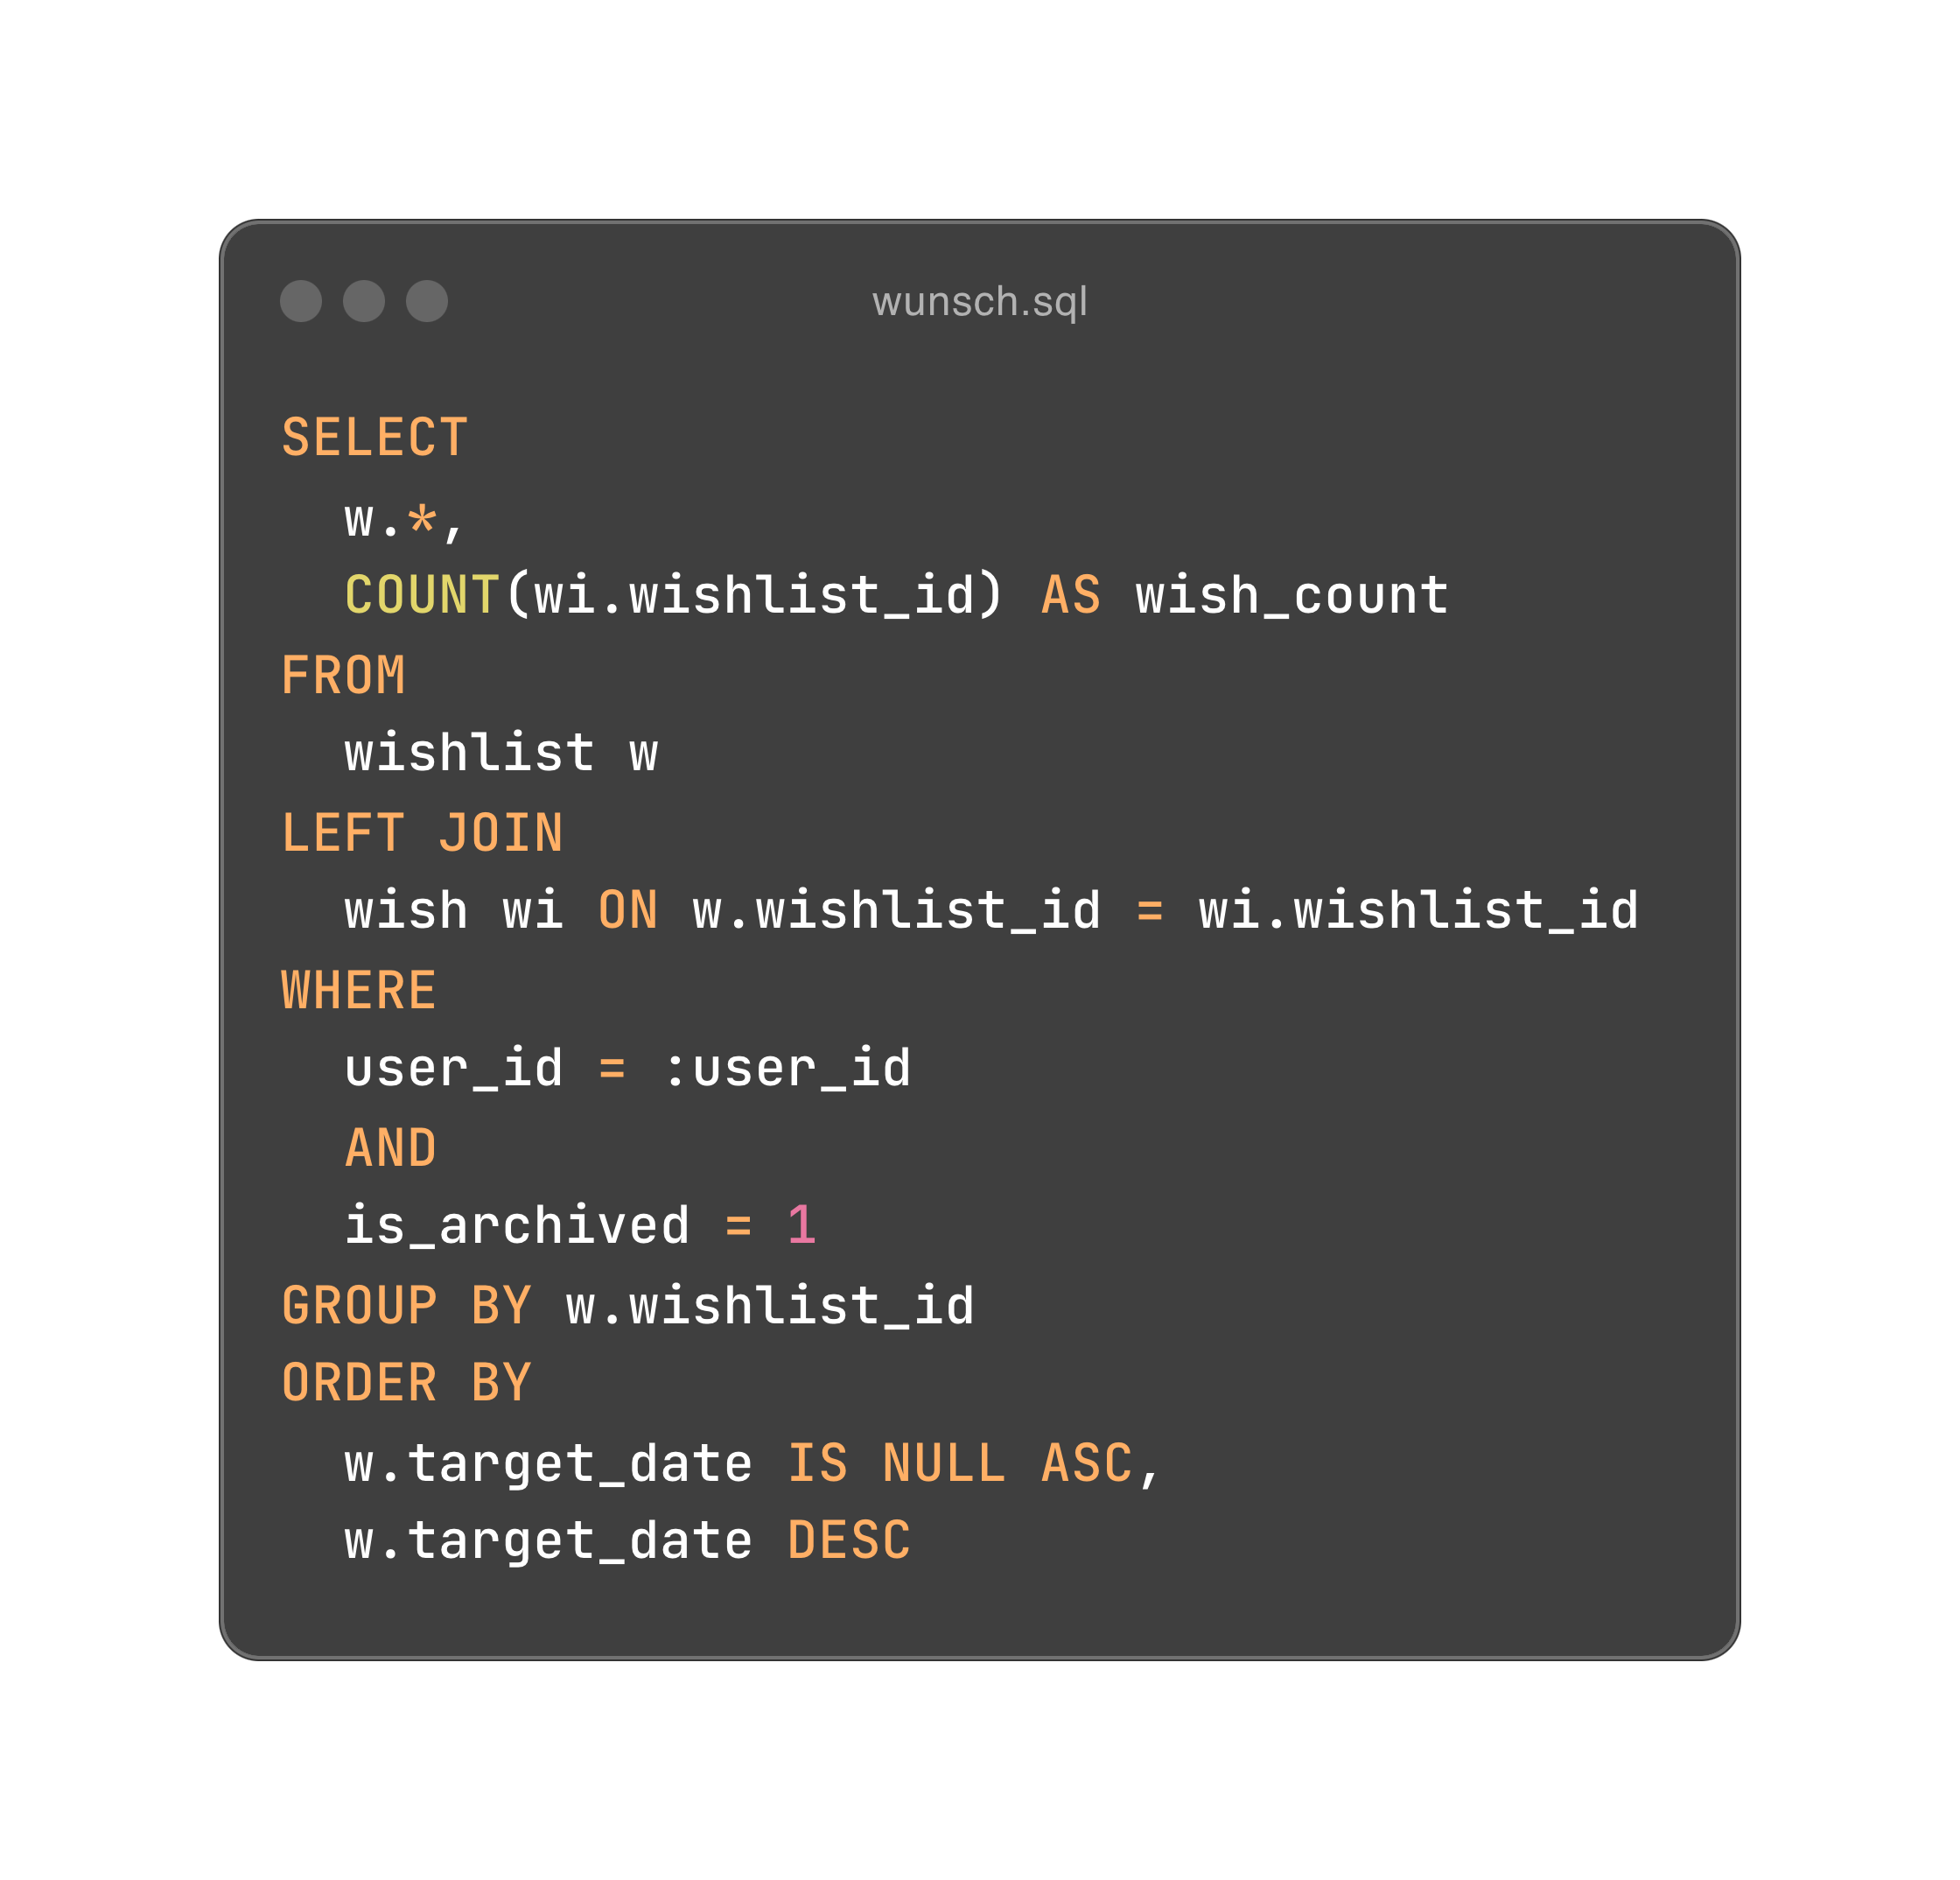 wunsch.sql
SELECT
  w.*,
  COUNT(wi.wishlist_id) AS wish_count
FROM
  wishlist w
LEFT JOIN
  wish wi ON w.wishlist_id = wi.wishlist_id
WHERE
  user_id = :user_id
  AND
  is_archived = 1
GROUP BY w.wishlist_id
ORDER BY
  w.target_date IS NULL ASC,
  w.target_date DESC